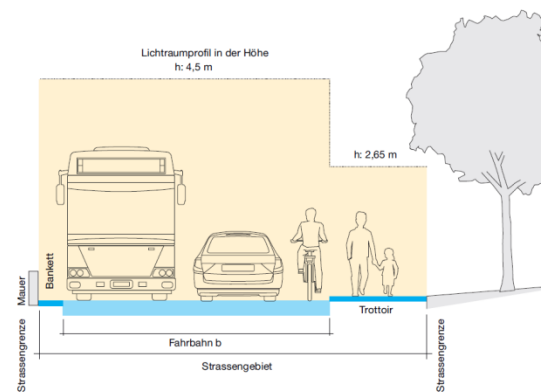 Lichtraumprofil in der Höhe
h: 4,5 m
h: 2,65 m
Mauer
Bankett
Trottoir
Fahrbahn b
Strassengebiet
Strassengrenze
Strassengrenze